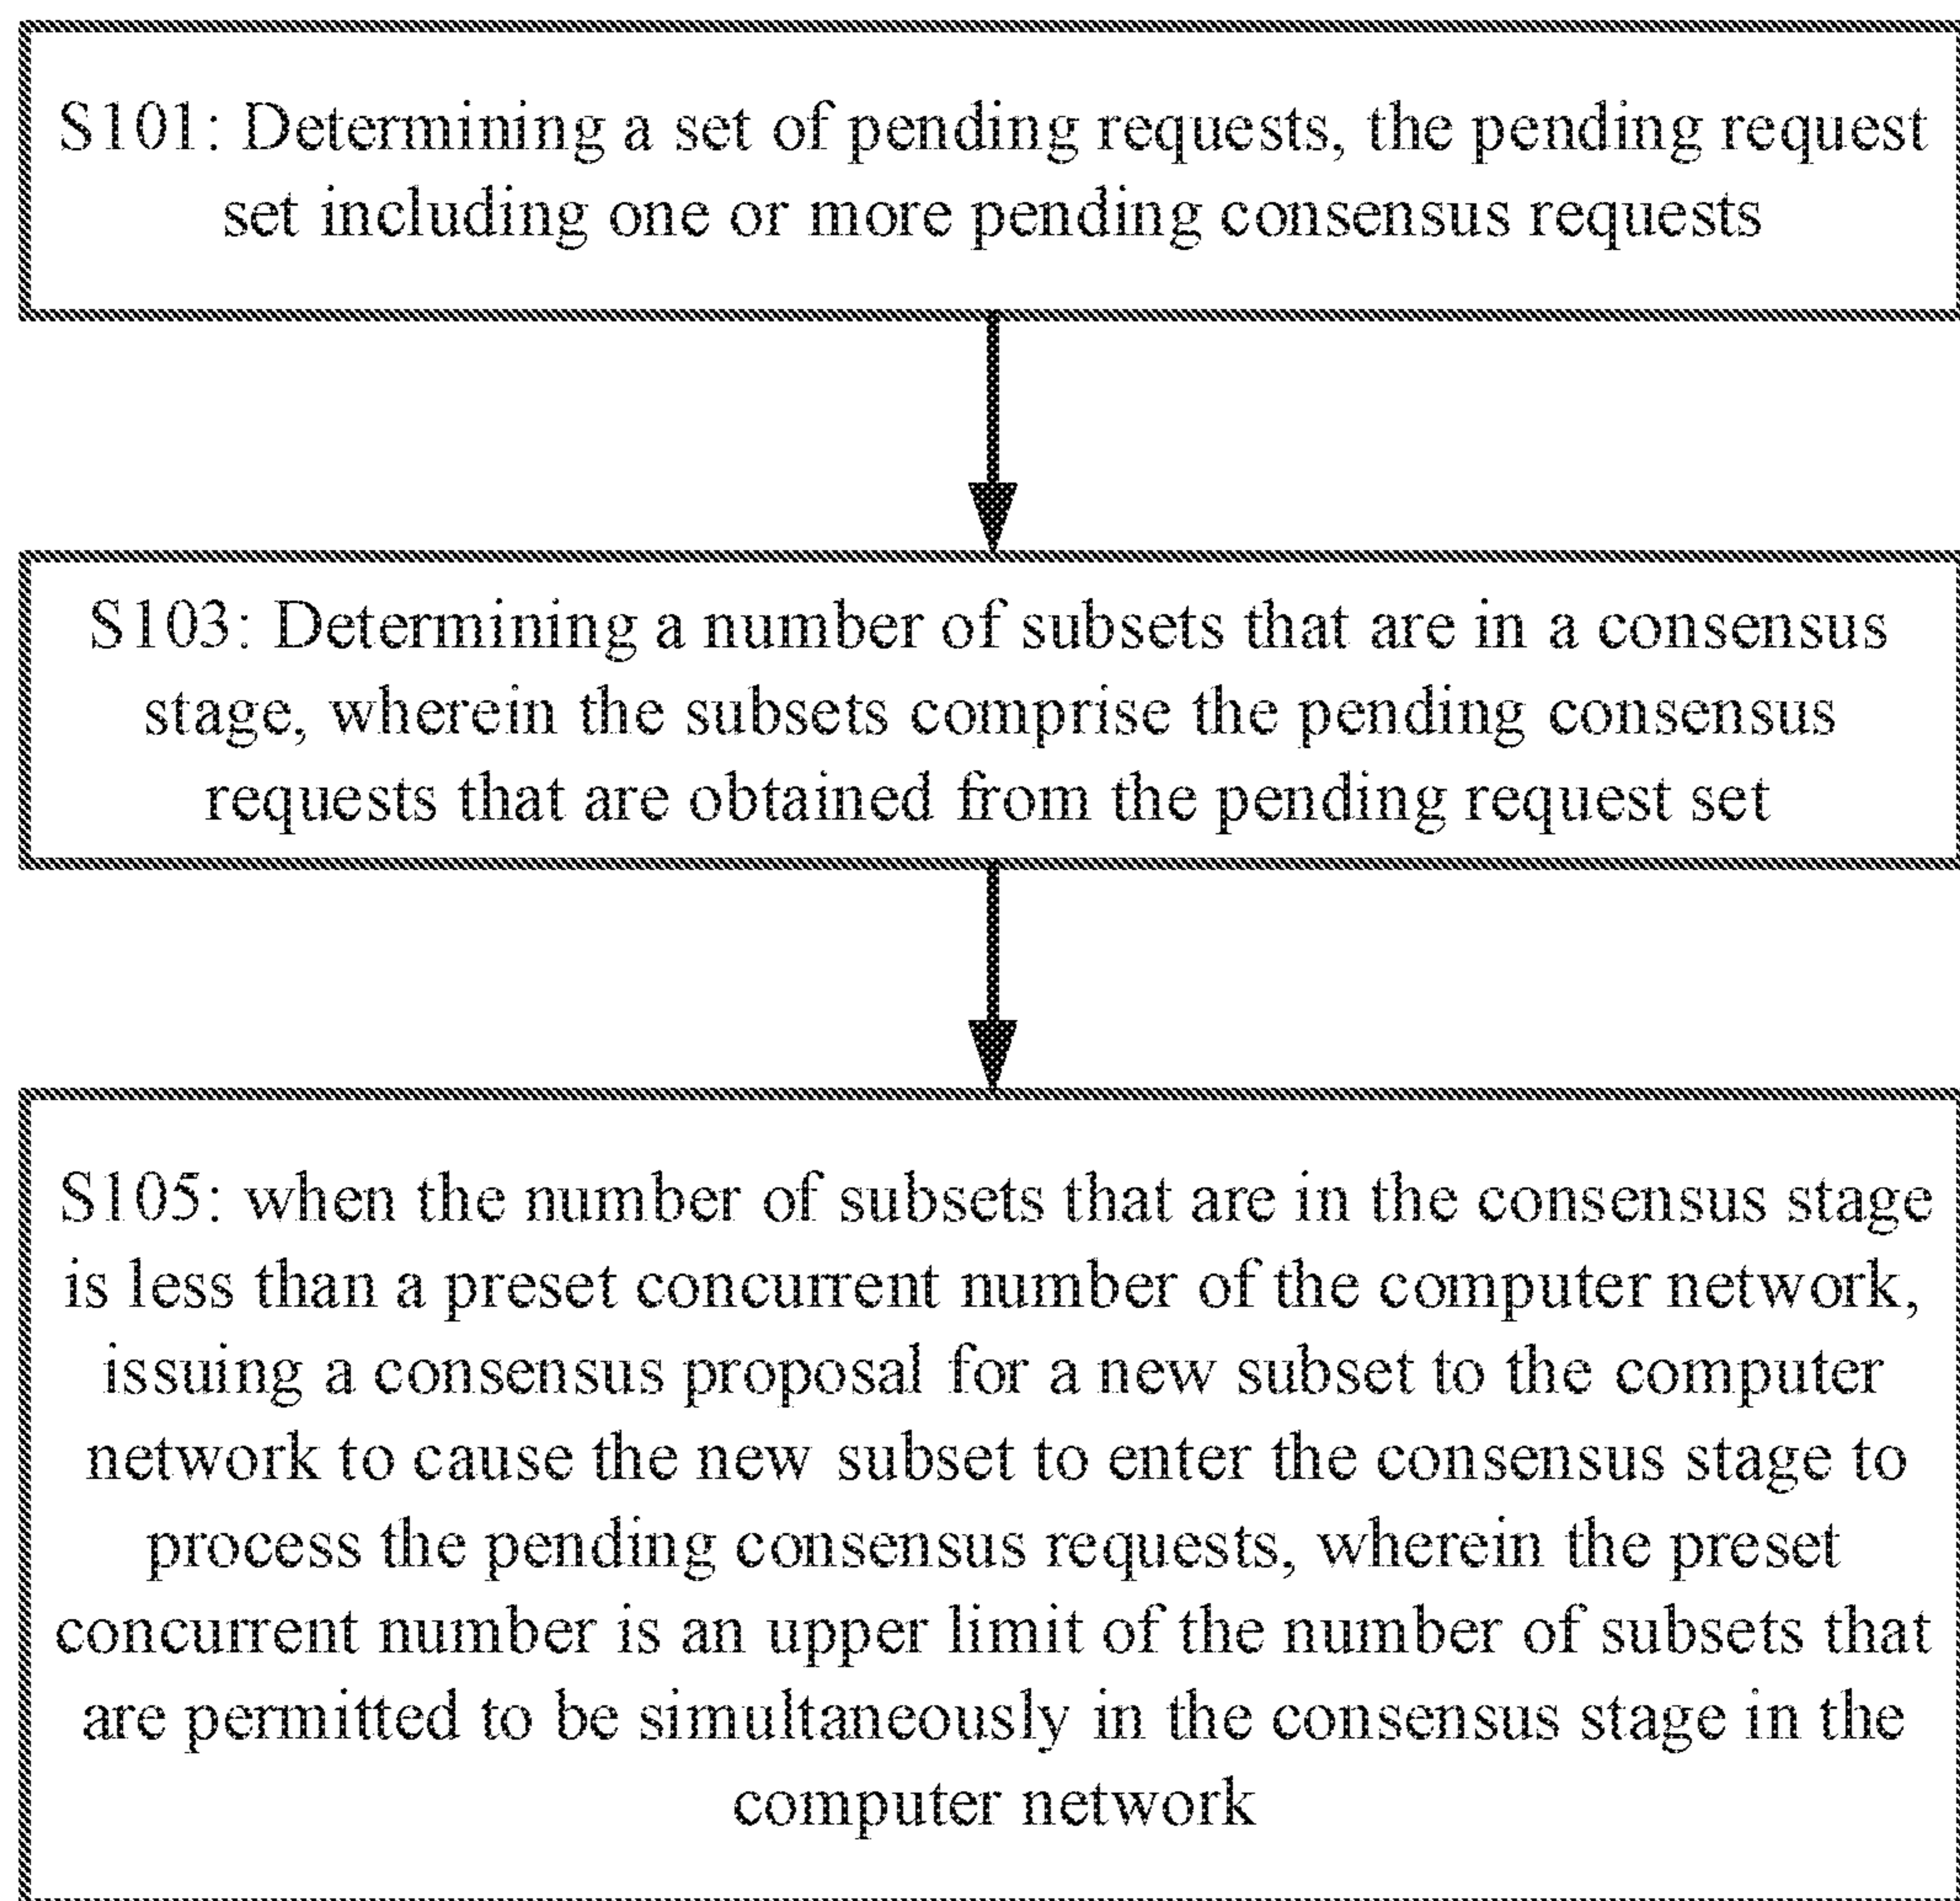 S101: Determining a set of pending requests, the pending request
set including one or more pending consensus requests
S103: Determining a number of subsets that are in a consensus
stage, wherein the subsets comprise the pending consensus
requests that are obtained from the pending request set
S105: when the number of subsets that are in the consensus stage
is less than a preset concurrent number of the computer network,
issuing a consensus proposal for a new subset to the computer
network to cause the new subset to enter the consensus stage to
process the pending consensus requests, wherein the preset
concurrent number is an upper limit of the number of subsets that
are permitted to be simultaneously in the consensus stage in the
computer network